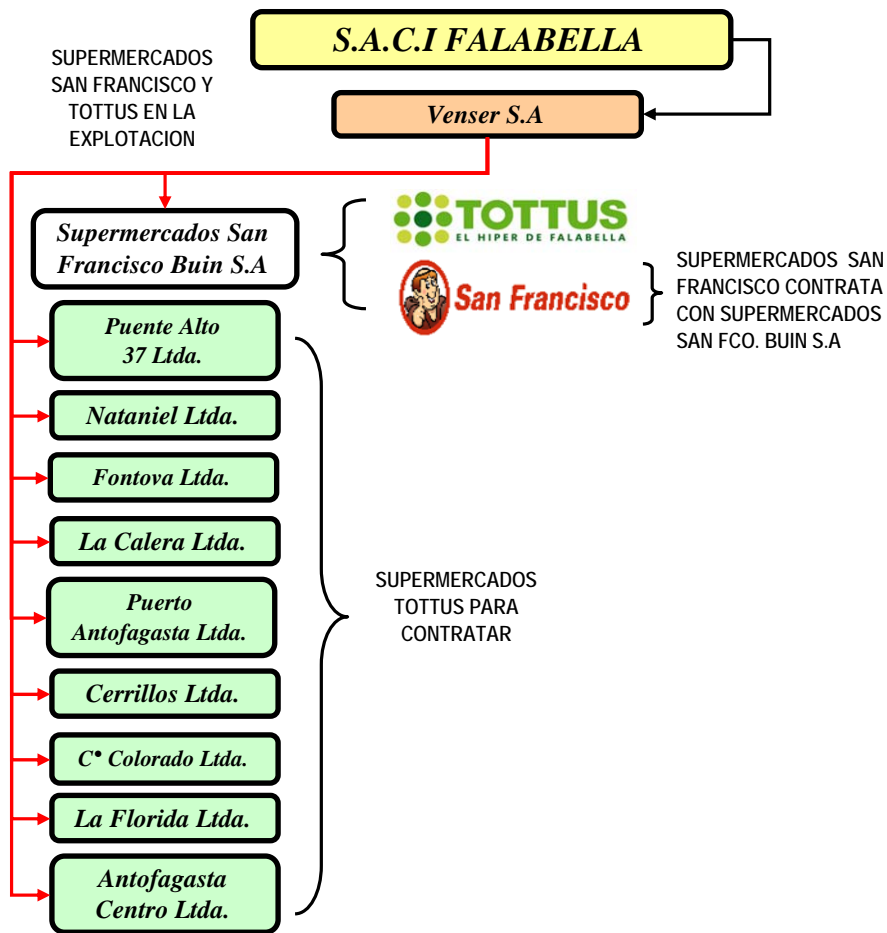 S.A.C.I FALABELLA
SUPERMERCADOS
SAN FRANCISCO Y
TOTTUS EN LA
EXPLOTACION
Venser S.A
Supermercados San
Francisco Buin S.A
TOTTUS
EL HIPER DE FALABELLA
San Francisco
SUPERMERCADOS SAN
FRANCISCO CONTRATA
CON SUPERMERCADOS
SAN FCO. BUIN S.A
Puente Alto
37 Ltda.
Nataniel Ltda.
Fontova Ltda.
La Calera Ltda.
Puerto
Antofagasta Ltda.
Cerrillos Ltda.
C• Colorado Ltda.
La Florida Ltda.
Antofagasta
Centro Ltda.
SUPERMERCADOS
TOTTUS PARA
CONTRATAR